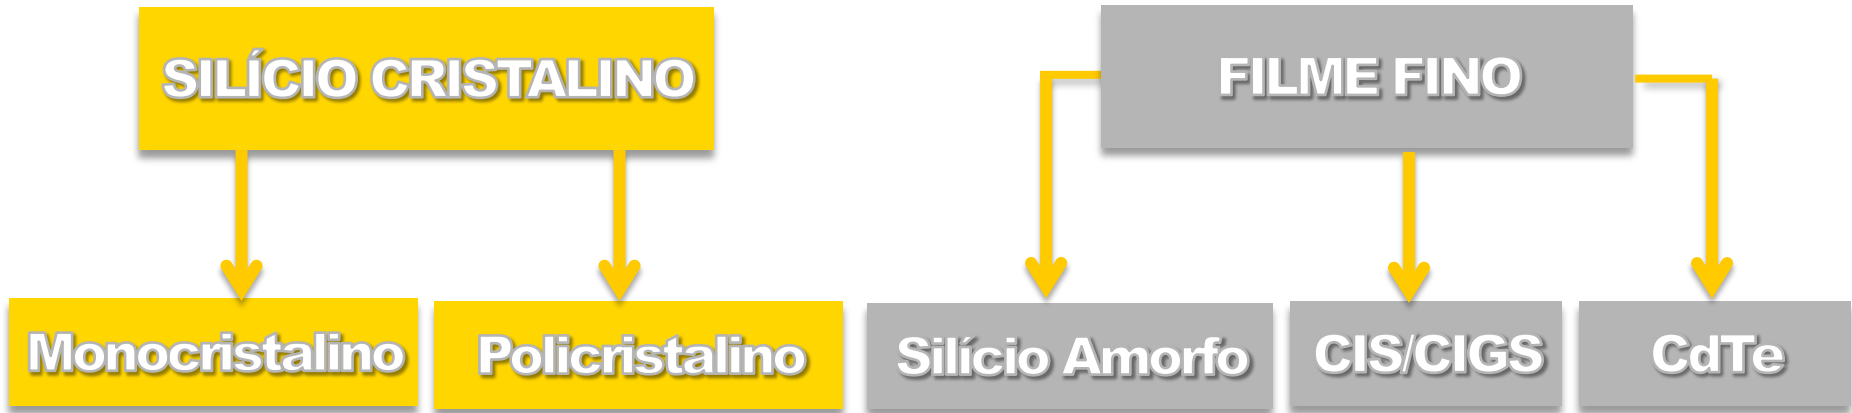 SILÍCIO CRISTALINO
FILME FINO
Monocristalino
Policristalino
Silício Amorfo
CIS/CIGS
CdTe